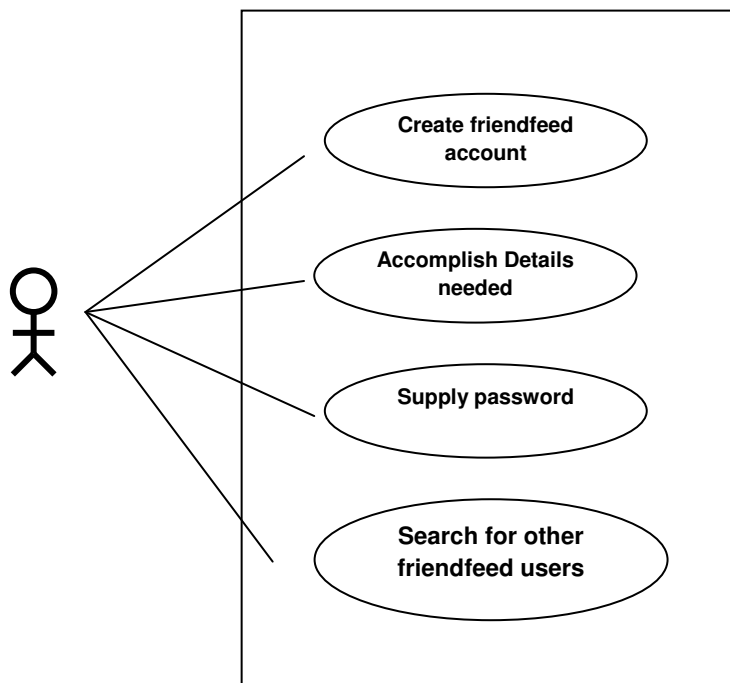 Create friendfeed
account
Accomplish Details
needed
Supply password
Search for other
friendfeed users